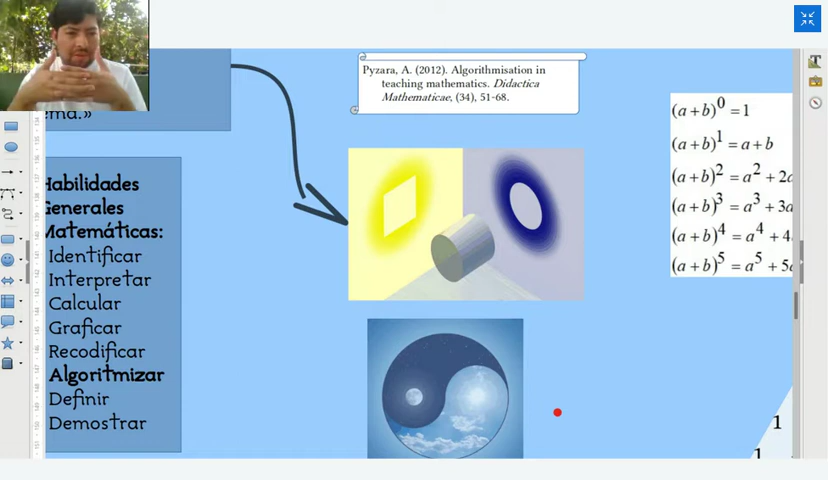 ema.»
Habilidades
Generales
Matemáticas:
Identificar
Interpretar
Calcular
Graficar
Recodificar
Algoritmizar
Definir
Demostrar
Pyzara, A. (2012). Algorithmisation in
teaching mathematics. Didactica
Mathematicae, (34), 51-68.
(a+b)^0 = 1
(a+b)^1 = a+b
(a+b)^2 = a^2 + 2a
(a+b)^3 = a^3 + 3a
(a+b)^4 = a^4 + 4
(a+b)^5 = a^5 + 5a
1
1